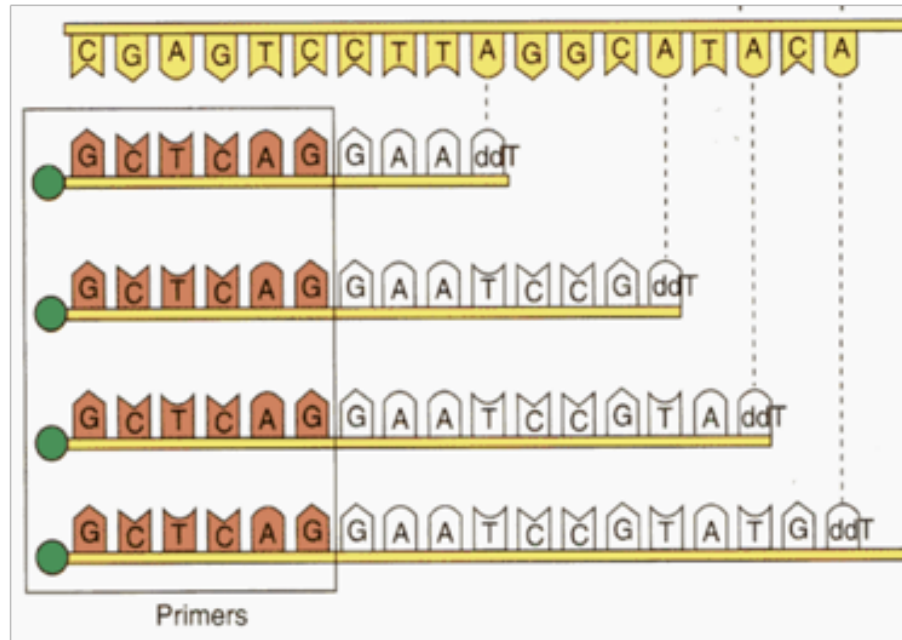 C G A G T C C T T A G G C A T A C A
G C T C A G G A A ddT
G C T C A G G A A T C C G ddT
G C T C A G G A A T C C G T A ddT
G C T C A G G A A T C C G T A T G ddT
Primers